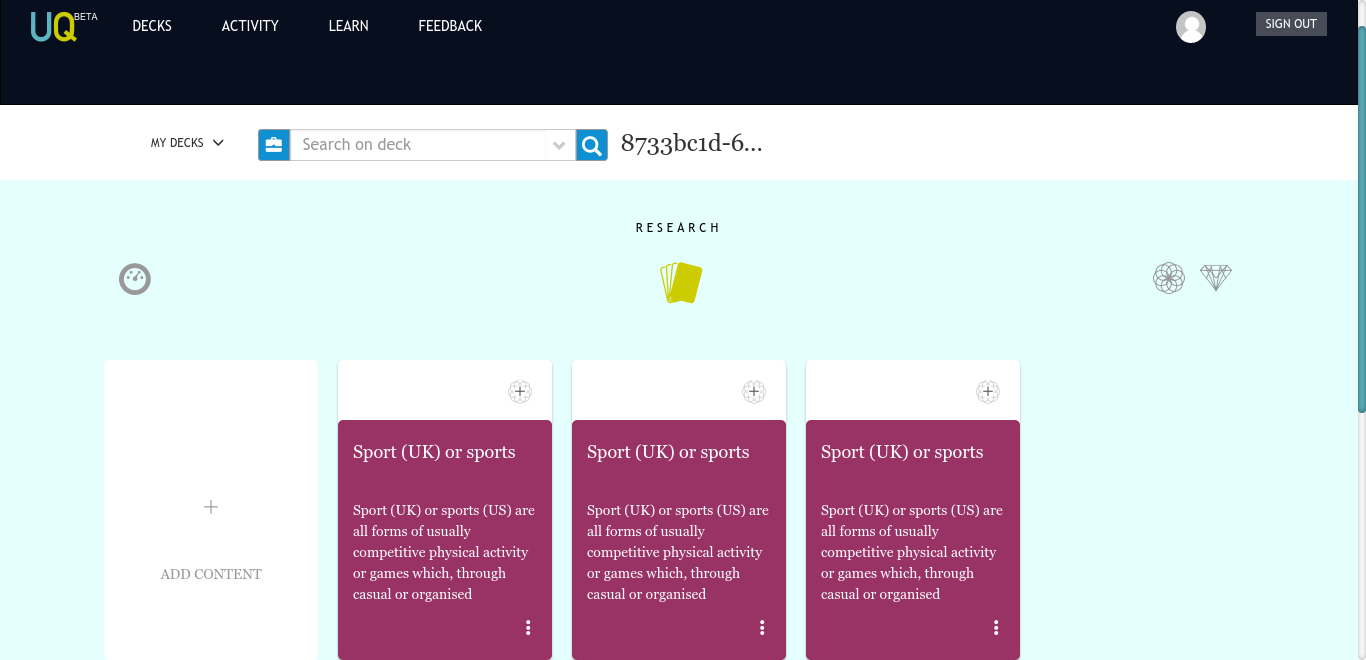 UQ BETA DECKS ACTIVITY LEARN FEEDBACK SIGN OUT
MY DECKS Search on deck 8733bc1d-6...
RESEARCH
+
ADD CONTENT
Sport (UK) or sports
Sport (UK) or sports (US) are
all forms of usually
competitive physical activity
or games which, through
casual or organised
Sport (UK) or sports
Sport (UK) or sports (US) are
all forms of usually
competitive physical activity
or games which, through
casual or organised
Sport (UK) or sports
Sport (UK) or sports (US) are
all forms of usually
competitive physical activity
or games which, through
casual or organised